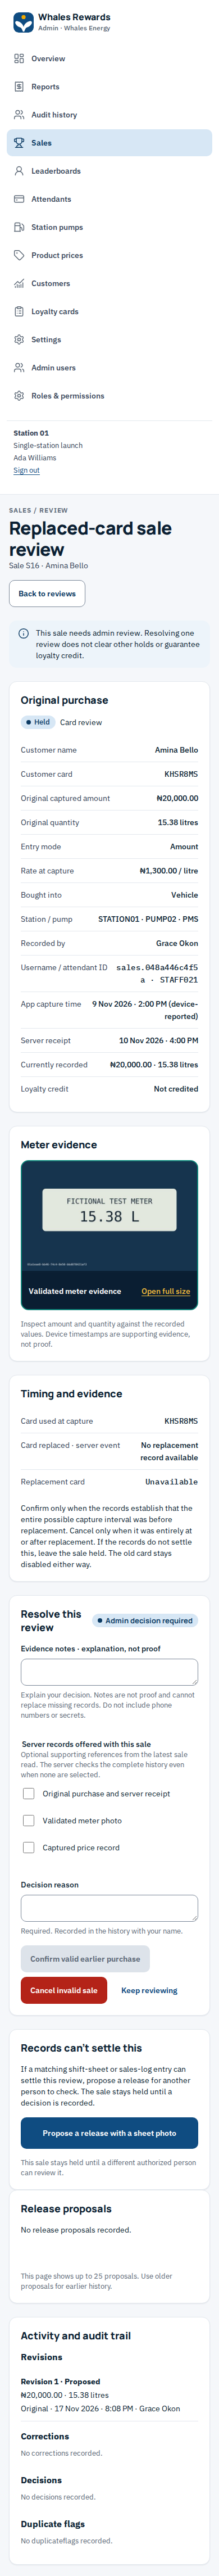 Whales Rewards
Admin · Whales Energy
Overview
Reports
Audit history
Sales
Leaderboards
Attendants
Station pumps
Product prices
Customers
Loyalty cards
Settings
Admin users
Roles & permissions
Station 01
Single-station launch
Ada Williams
Sign out
SALES / REVIEW
Replaced-card sale
review
Sale S16 · Amina Bello
Back to reviews
This sale needs admin review. Resolving one
review does not clear other holds or guarantee
loyalty credit.
Original purchase
Held Card review
Customer name Amina Bello
Customer card KHSR8MS
Original captured amount ₦20,000.00
Original quantity 15.38 litres
Entry mode Amount
Rate at capture ₦1,300.00 / litre
Bought into Vehicle
Station / pump STATION01 · PUMP02 · PMS
Recorded by Grace Okon
Username / attendant ID sales.048a446c4f5
a · STAFF021
App capture time 9 Nov 2026 · 2:00 PM (device-
reported)
Server receipt 10 Nov 2026 · 4:00 PM
Currently recorded ₦20,000.00 · 15.38 litres
Loyalty credit Not credited
Meter evidence
FICTIONAL TEST METER
15.38 L
Validated meter evidence Open full size
Inspect amount and quantity against the recorded
values. Device timestamps are supporting evidence,
not proof.
Timing and evidence
Card used at capture KHSR8MS
Card replaced · server event No replacement
record available
Replacement card Unavailable
Confirm only when the records establish that the
entire possible capture interval was before
replacement. Cancel only when it was entirely at
or after replacement. If the records do not settle
this, leave the sale held. The old card stays
disabled either way.
Resolve this
review
Admin decision required
Evidence notes · explanation, not proof
Explain your decision. Notes are not proof and cannot
replace missing records. Do not include phone
numbers or secrets.
Server records offered with this sale
Optional supporting references from the latest sale
read. The server checks the complete history even
when none are selected.
Original purchase and server receipt
Validated meter photo
Captured price record
Decision reason
Required. Recorded in the history with your name.
Confirm valid earlier purchase
Cancel invalid sale Keep reviewing
Records can't settle this
If a matching shift-sheet or sales-log entry can
settle this review, propose a release for another
person to check. The sale stays held until a
decision is recorded.
Propose a release with a sheet photo
This sale stays held until a different authorized person
can review it.
Release proposals
No release proposals recorded.
This page shows up to 25 proposals. Use older
proposals for earlier history.
Activity and audit trail
Revisions
Revision 1 · Proposed
₦20,000.00 · 15.38 litres
Original · 17 Nov 2026 · 8:08 PM · Grace Okon
Corrections
No corrections recorded.
Decisions
No decisions recorded.
Duplicate flags
No duplicateflags recorded.